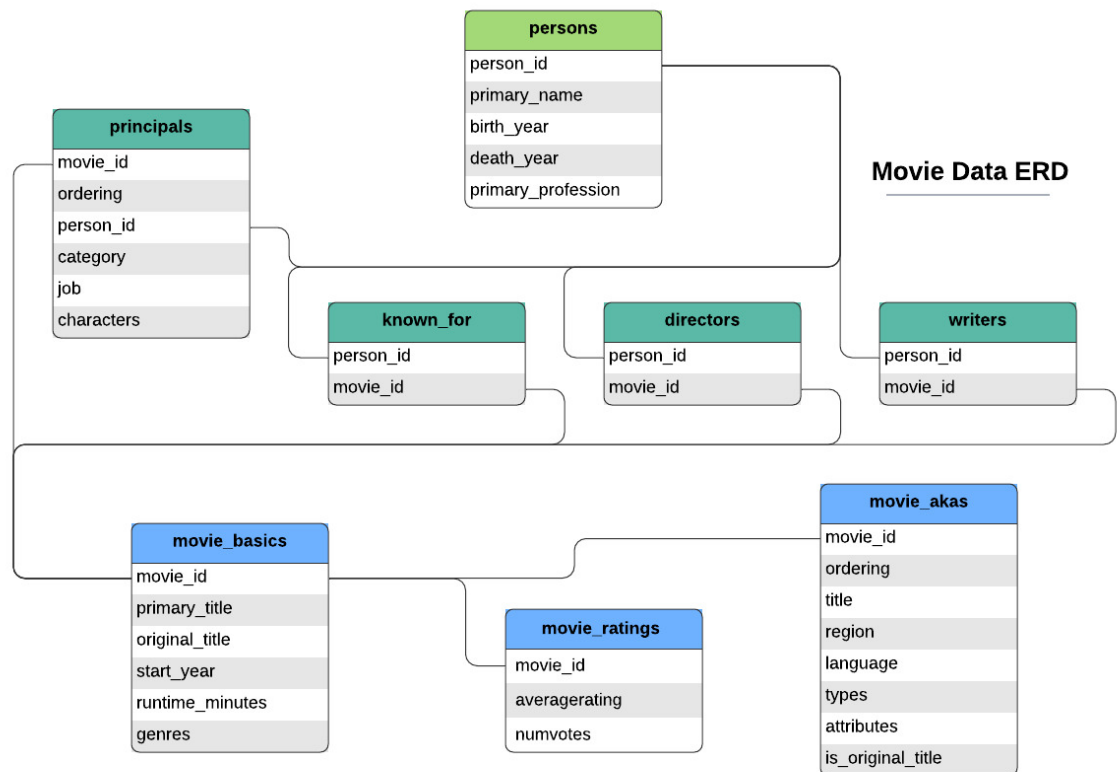 persons
person_id
primary_name
birth_year
death_year
primary_profession
Movie Data ERD
principals
movie_id
ordering
person_id
category
job
characters
known_for
person_id
movie_id
directors
person_id
movie_id
writers
person_id
movie_id
movie_basics
movie_id
primary_title
original_title
start_year
runtime_minutes
genres
movie_ratings
movie_id
averagerating
numvotes
movie_akas
movie_id
ordering
title
region
language
types
attributes
is_original_title